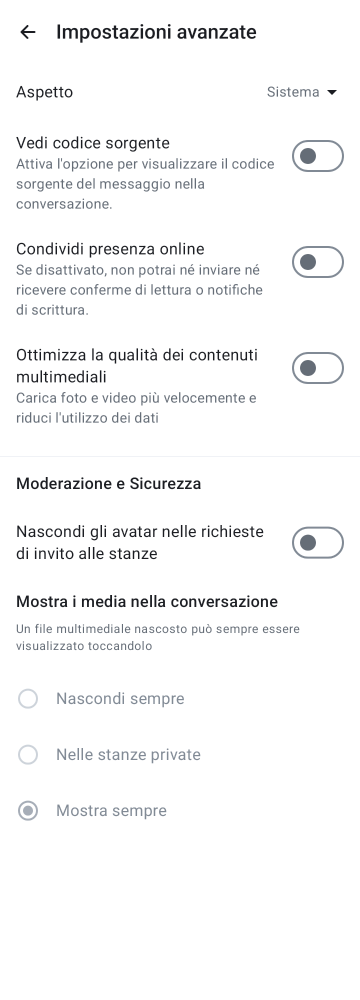 Impostazioni avanzate
Aspetto
Sistema
Vedi codice sorgente
Attiva l'opzione per visualizzare il codice
sorgente del messaggio nella
conversazione.
Condividi presenza online
Se disattivato, non potrai né inviare né
ricevere conferme di lettura o notifiche
di scrittura.
Ottimizza la qualità dei contenuti
multimediali
Carica foto e video più velocemente e
riduci l'utilizzo dei dati
Moderazione e Sicurezza
Nascondi gli avatar nelle richieste
di invito alle stanze
Mostra i media nella conversazione
Un file multimediale nascosto può sempre essere
visualizzato toccandolo
Nascondi sempre
Nelle stanze private
Mostra sempre